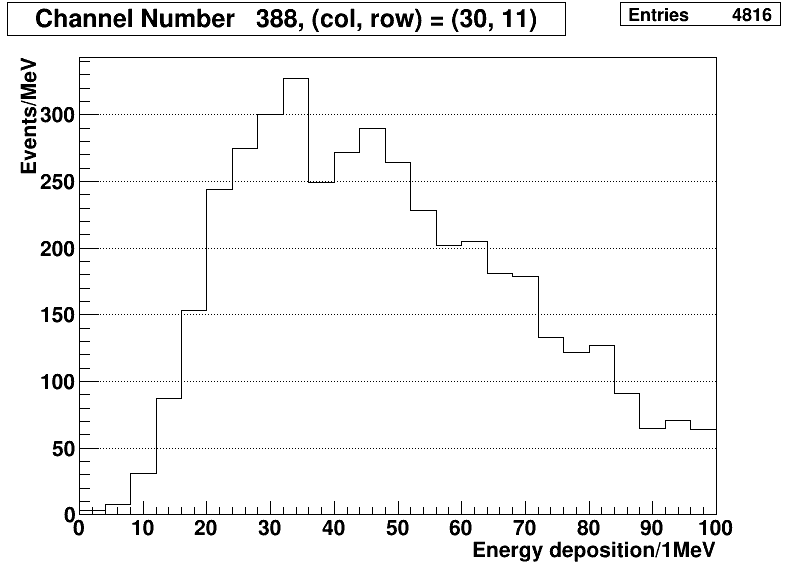 Channel Number 388, (col, row) = (30, 11)
Entries 4816
Events/MeV
300
250
200
150
100
50
0
0 10 20 30 40 50 60 70 80 90 100
Energy deposition/1MeV